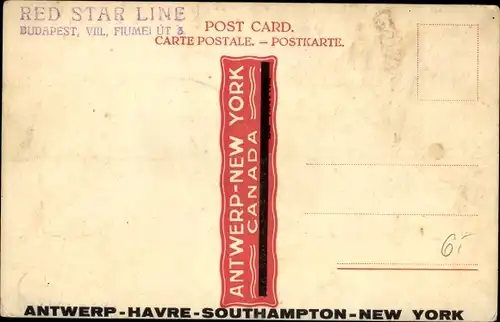 RED STAR LINE
BUDAPEST, VIII., FIUMEI ÚT 3.
POST CARD.
CARTE POSTALE. – POSTKARTE.
ANTWERP-NEW YORK
CANADA
6
ANTWERP-HAVRE-SOUTHAMPTON-NEW YORK